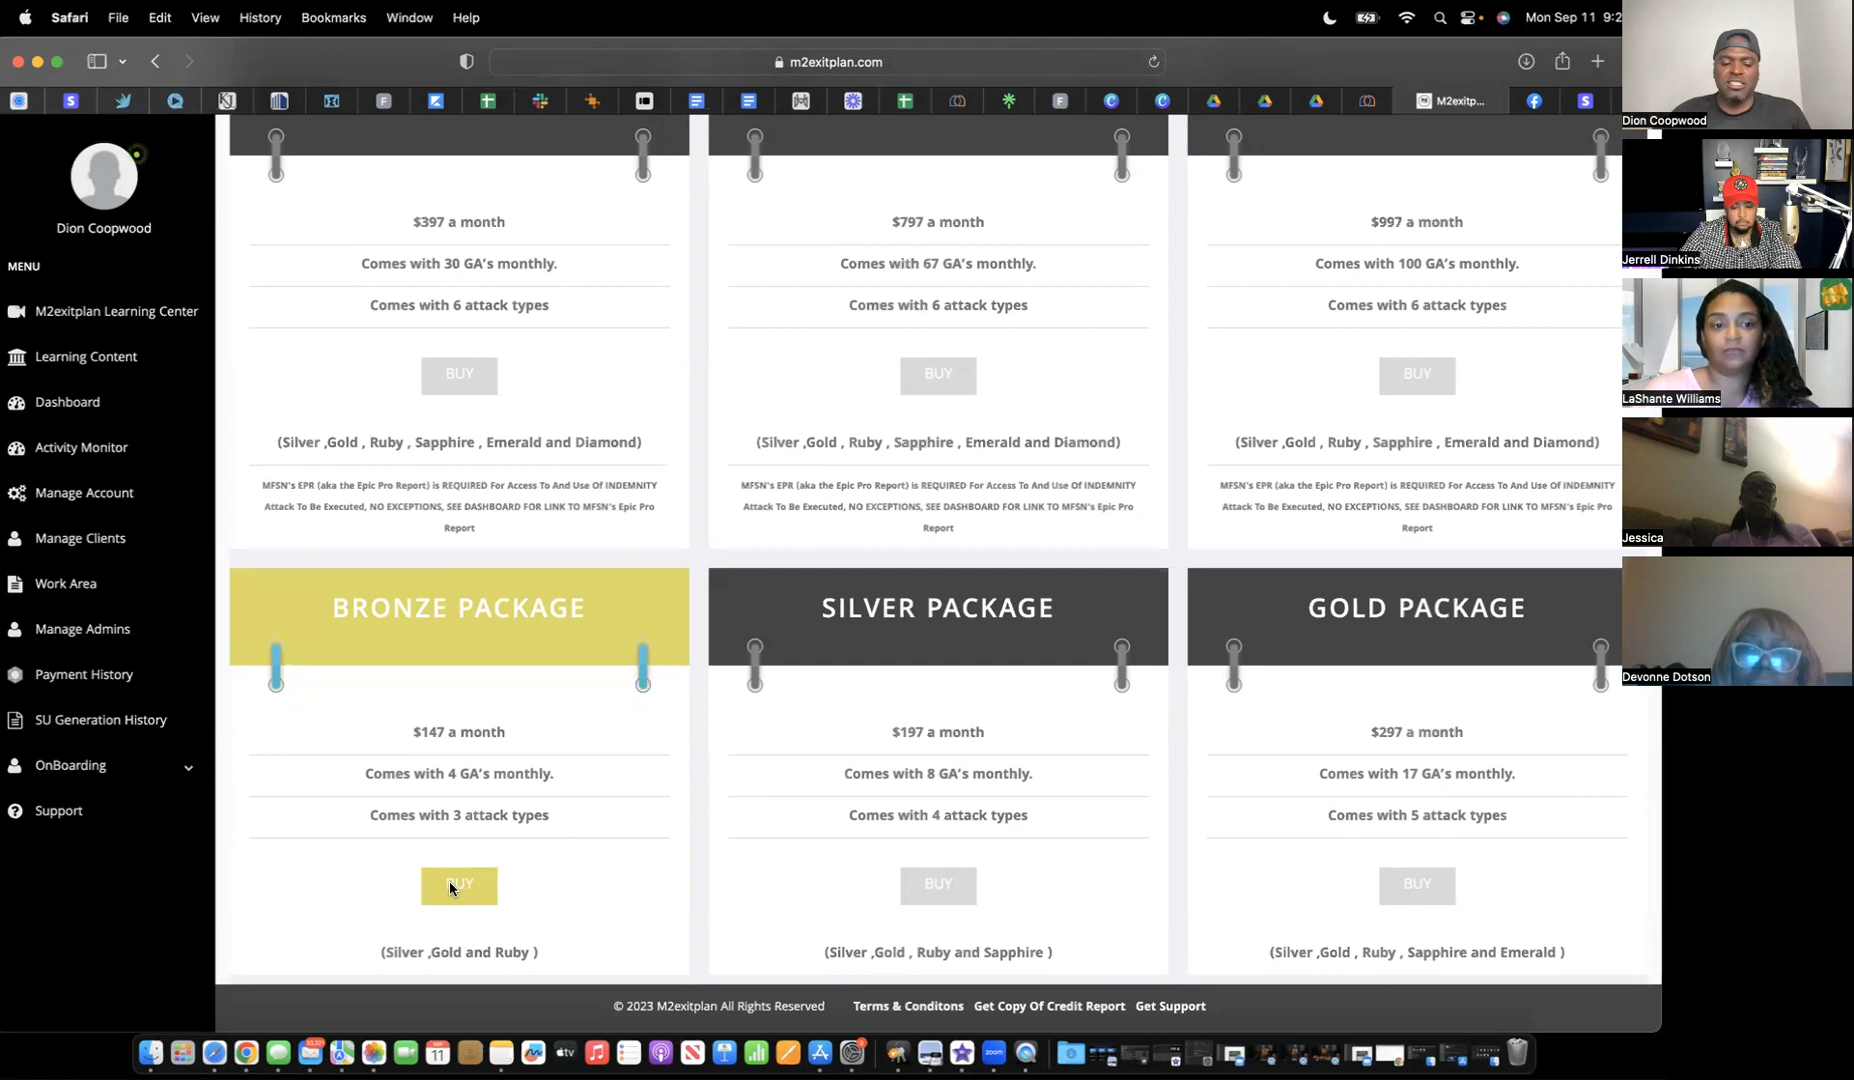 Safari File Edit View History Bookmarks Window Help Mon Sep 11 9:2
m2exitplan.com
M2exitp...
Dion Coopwood
MENU
M2exitplan Learning Center
Learning Content
Dashboard
Activity Monitor
Manage Account
Manage Clients
Work Area
Manage Admins
Payment History
SU Generation History
OnBoarding
Support
$397 a month
Comes with 30 GA's monthly.
Comes with 6 attack types
BUY
(Silver ,Gold , Ruby , Sapphire , Emerald and Diamond)
MFSN's EPR (aka the Epic Pro Report) is REQUIRED For Access To And Use Of INDEMNITY
Attack To Be Executed, NO EXCEPTIONS, SEE DASHBOARD FOR LINK TO MFSN's Epic Pro
Report
$797 a month
Comes with 67 GA's monthly.
Comes with 6 attack types
BUY
(Silver ,Gold , Ruby , Sapphire , Emerald and Diamond)
MFSN's EPR (aka the Epic Pro Report) is REQUIRED For Access To And Use Of INDEMNITY
Attack To Be Executed, NO EXCEPTIONS, SEE DASHBOARD FOR LINK TO MFSN's Epic Pro
Report
$997 a month
Comes with 100 GA's monthly.
Comes with 6 attack types
BUY
(Silver ,Gold , Ruby , Sapphire , Emerald and Diamond)
MFSN's EPR (aka the Epic Pro Report) is REQUIRED For Access To And Use Of INDEMNITY
Attack To Be Executed, NO EXCEPTIONS, SEE DASHBOARD FOR LINK TO MFSN's Epic Pro
Report
BRONZE PACKAGE
$147 a month
Comes with 4 GA's monthly.
Comes with 3 attack types
BUY
(Silver ,Gold and Ruby )
SILVER PACKAGE
$197 a month
Comes with 8 GA's monthly.
Comes with 4 attack types
BUY
(Silver ,Gold , Ruby and Sapphire )
GOLD PACKAGE
$297 a month
Comes with 17 GA's monthly.
Comes with 5 attack types
BUY
(Silver ,Gold , Ruby , Sapphire and Emerald )
© 2023 M2exitplan All Rights Reserved Terms & Conditons Get Copy Of Credit Report Get Support
Dion Coopwood
Jerrell Dinkins
LaShante Williams
Jessica
Devonne Dotson
11
tv
zoom